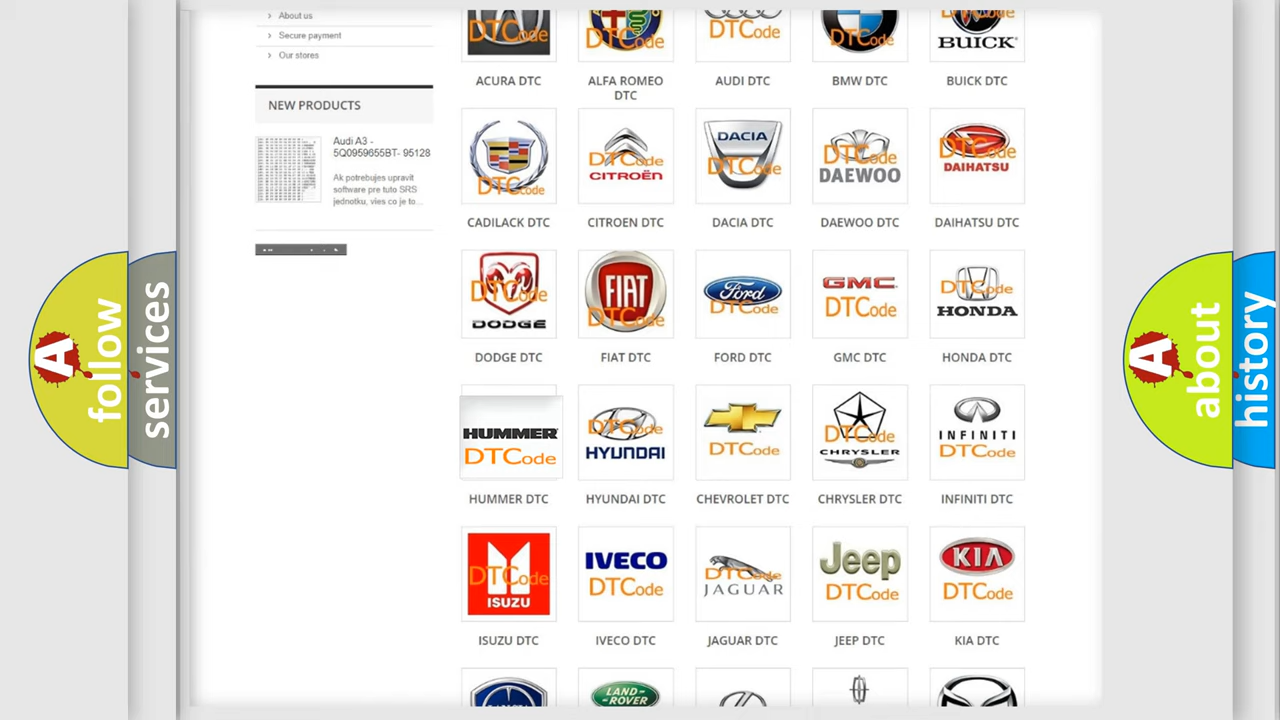 About us
Secure payment
Our stores
NEW PRODUCTS
Audi A3 -
5Q0959655BT- 95128
Ak potrebujes upravit
software pre tuto SRS
jednotku, vies co je to...
DTCode
DTCode
DTCode
DTCode
BUICK
ACURA DTC
ALFA ROMEO
DTC
AUDI DTC
BMW DTC
BUICK DTC
DTCode
DTCode
CITROËN
DACIA
DTCode
DTCode
DAEWOO
DTCode
DAIHATSU
CADILACK DTC
CITROEN DTC
DACIA DTC
DAEWOO DTC
DAIHATSU DTC
DTCode
DODGE
FIAT
DTCode
Ford
DTCode
GMC
DTCode
DTCode
HONDA
DODGE DTC
FIAT DTC
FORD DTC
GMC DTC
HONDA DTC
HUMMER
DTCode
DTCode
HYUNDAI
DTCode
DTCode
CHRYSLER
INFINITI
DTCode
HUMMER DTC
HYUNDAI DTC
CHEVROLET DTC
CHRYSLER DTC
INFINITI DTC
DTCode
ISUZU
IVECO
DTCode
DTCode
JAGUAR
Jeep
DTCode
KIA
DTCode
ISUZU DTC
IVECO DTC
JAGUAR DTC
JEEP DTC
KIA DTC
LAND-
ROVER
A follow
services
A about
history